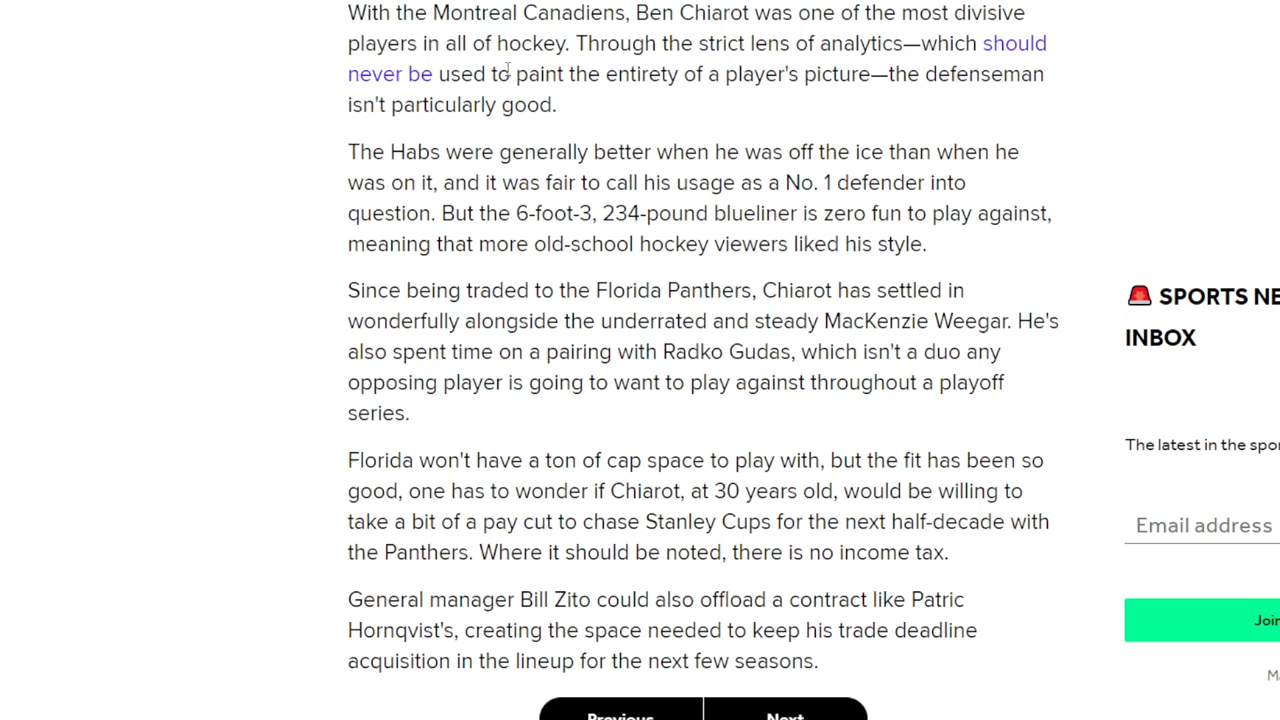 With the Montreal Canadiens, Ben Chiarot was one of the most divisive
players in all of hockey. Through the strict lens of analytics—which should
never be used to paint the entirety of a player's picture—the defenseman
isn't particularly good.
The Habs were generally better when he was off the ice than when he
was on it, and it was fair to call his usage as a No. 1 defender into
question. But the 6-foot-3, 234-pound blueliner is zero fun to play against,
meaning that more old-school hockey viewers liked his style.
Since being traded to the Florida Panthers, Chiarot has settled in
wonderfully alongside the underrated and steady MacKenzie Weegar. He's
also spent time on a pairing with Radko Gudas, which isn't a duo any
opposing player is going to want to play against throughout a playoff
series.
Florida won't have a ton of cap space to play with, but the fit has been so
good, one has to wonder if Chiarot, at 30 years old, would be willing to
take a bit of a pay cut to chase Stanley Cups for the next half-decade with
the Panthers. Where it should be noted, there is no income tax.
General manager Bill Zito could also offload a contract like Patric
Hornqvist's, creating the space needed to keep his trade deadline
acquisition in the lineup for the next few seasons.
Previous Next
🚨 SPORTS NE
INBOX
The latest in the spor
Email address
Join